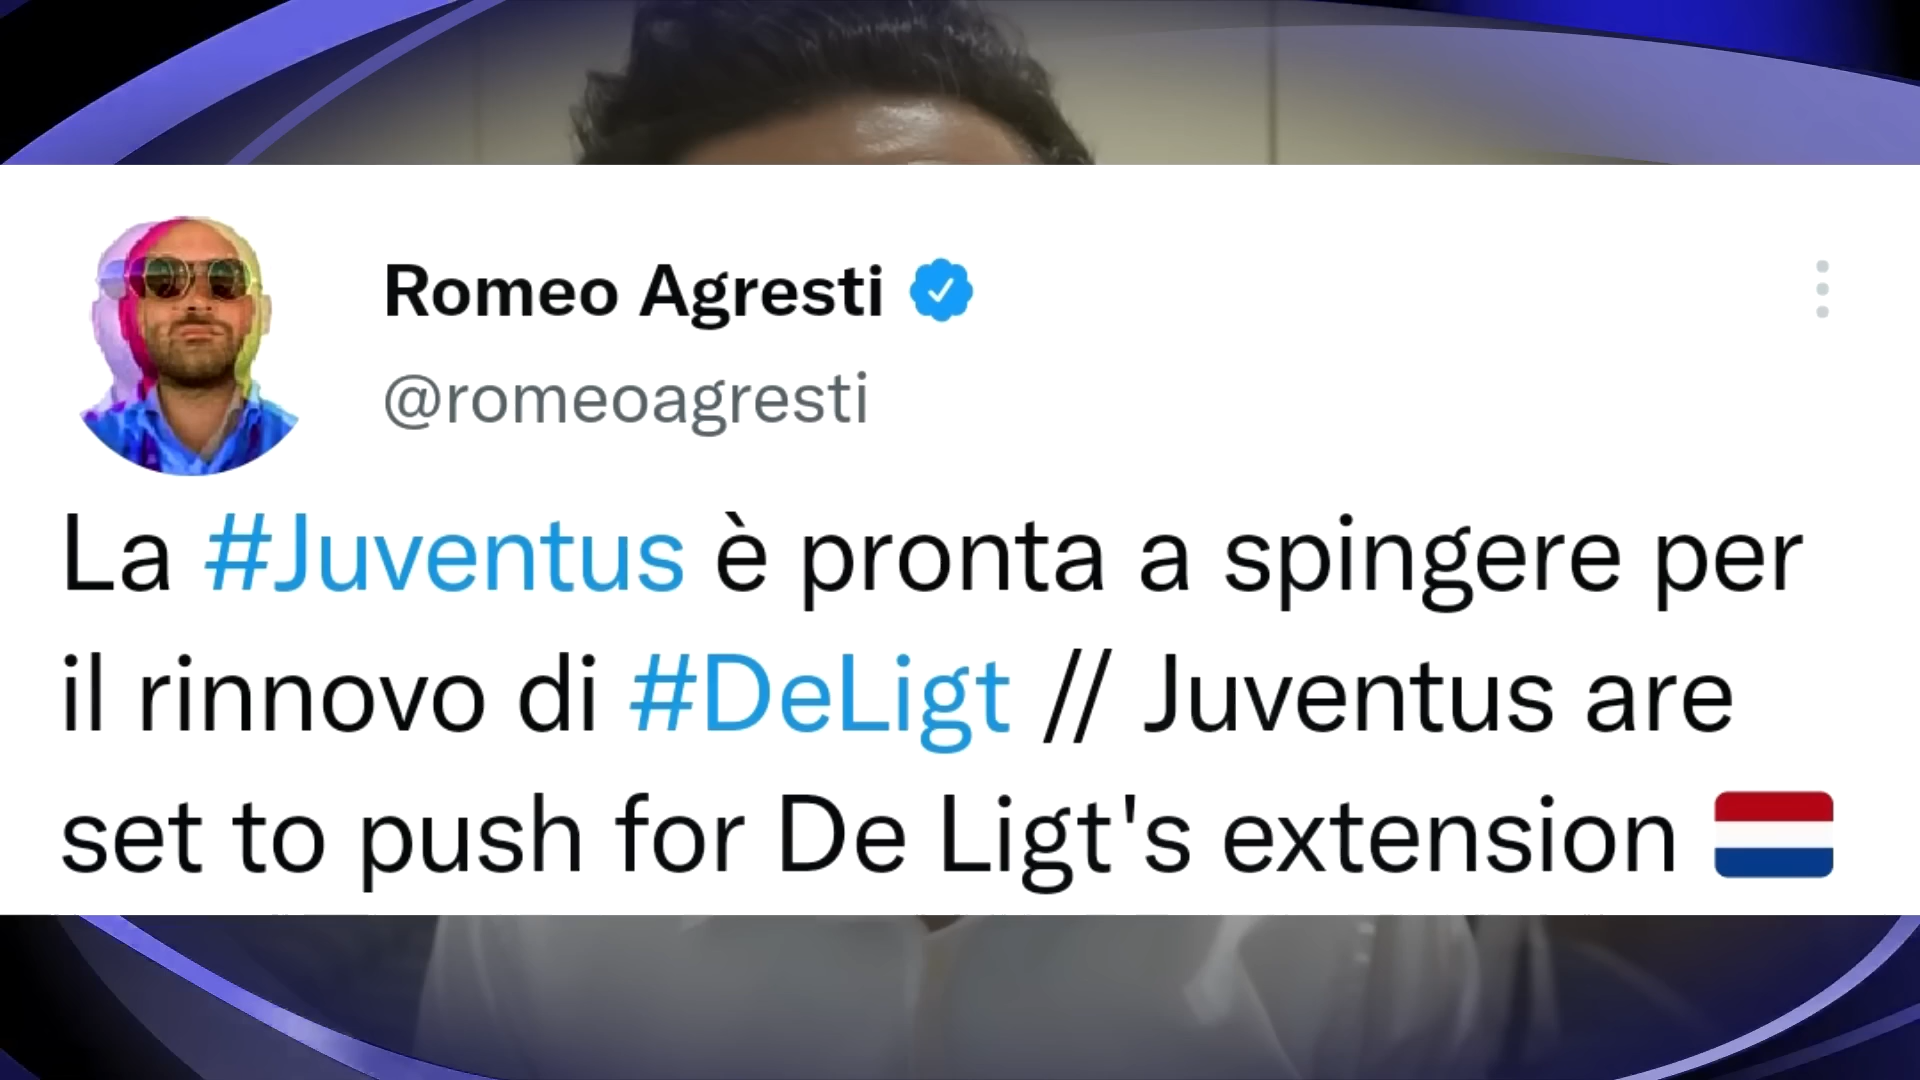 Romeo Agresti
@romeoagresti
La #Juventus è pronta a spingere per
il rinnovo di #DeLigt // Juventus are
set to push for De Ligt's extension 🇳🇱